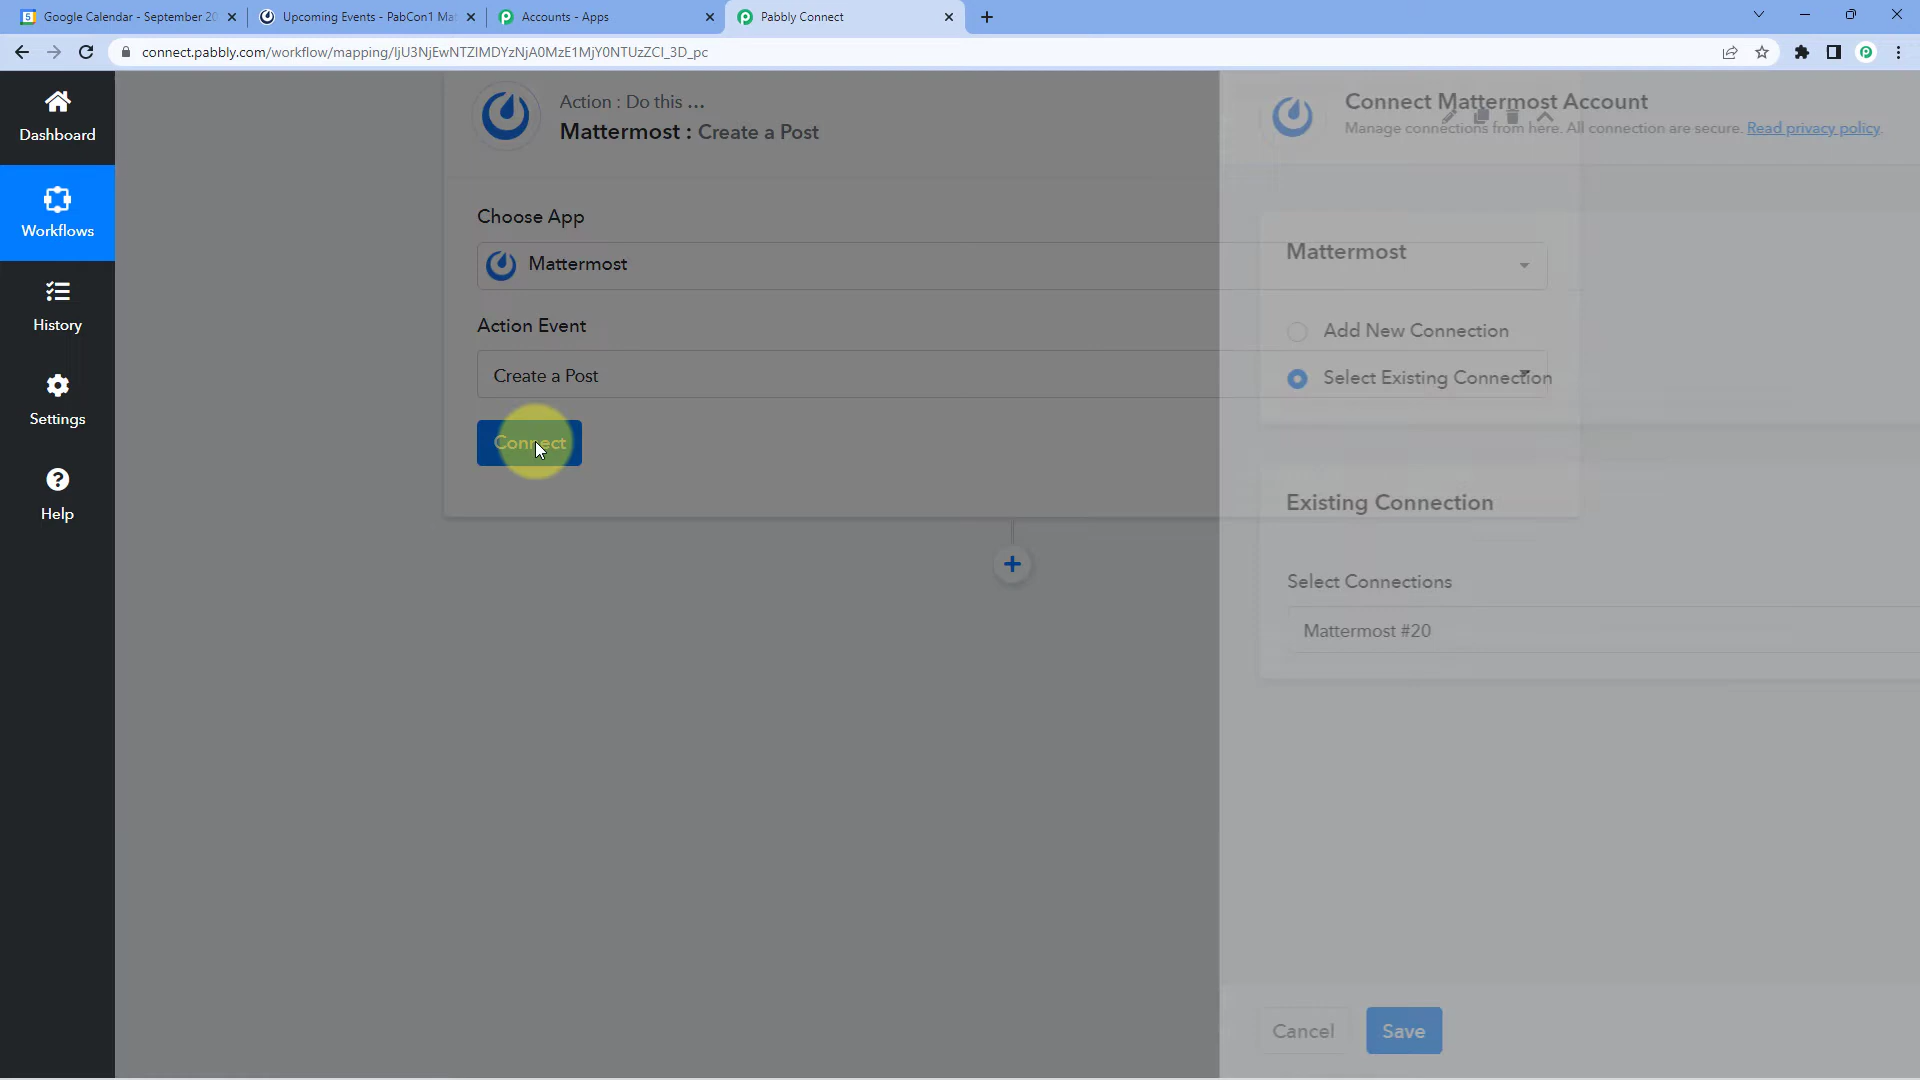 Google Calendar - September 20
Upcoming Events - PabCon1 Mat
Accounts - Apps
Pabbly Connect
connect.pabbly.com/workflow/mapping/IjU3NjEwNTZlMDYzNjA0MzE1MjY0NTUzZCI_3D_pc
Dashboard
Workflows
History
Settings
Help
Action : Do this ...
Mattermost : Create a Post
Choose App
Mattermost
Action Event
Create a Post
Connect
Connect Mattermost Account
Manage connections from here. All connection are secure. Read privacy policy.
Mattermost
Add New Connection
Select Existing Connection
Existing Connection
Select Connections
Mattermost #20
Cancel
Save